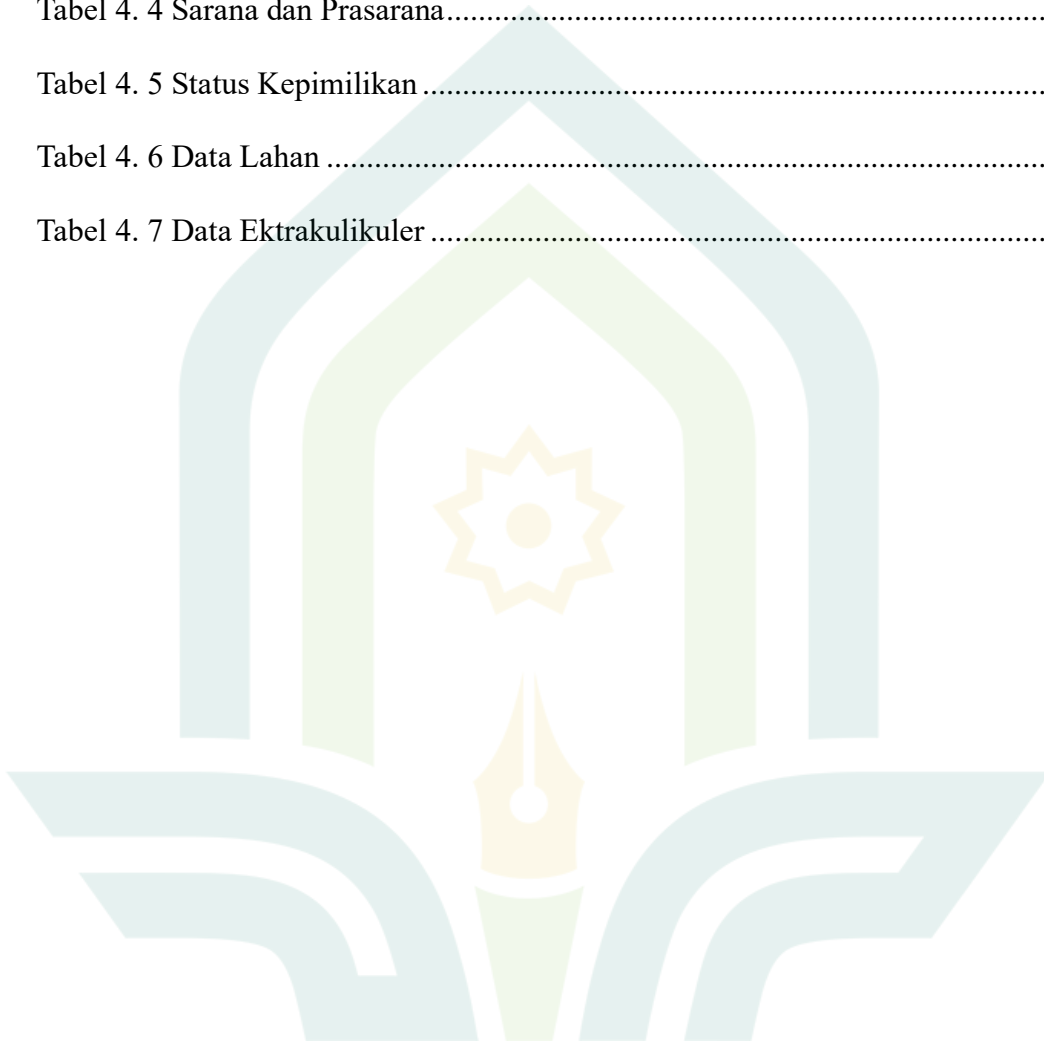 Tabel 4. 4 Sarana dan Prasarana......................................................................
Tabel 4. 5 Status Kepimilikan ........................................................................
Tabel 4. 6 Data Lahan ...................................................................................
Tabel 4. 7 Data Ektrakulikuler .......................................................................